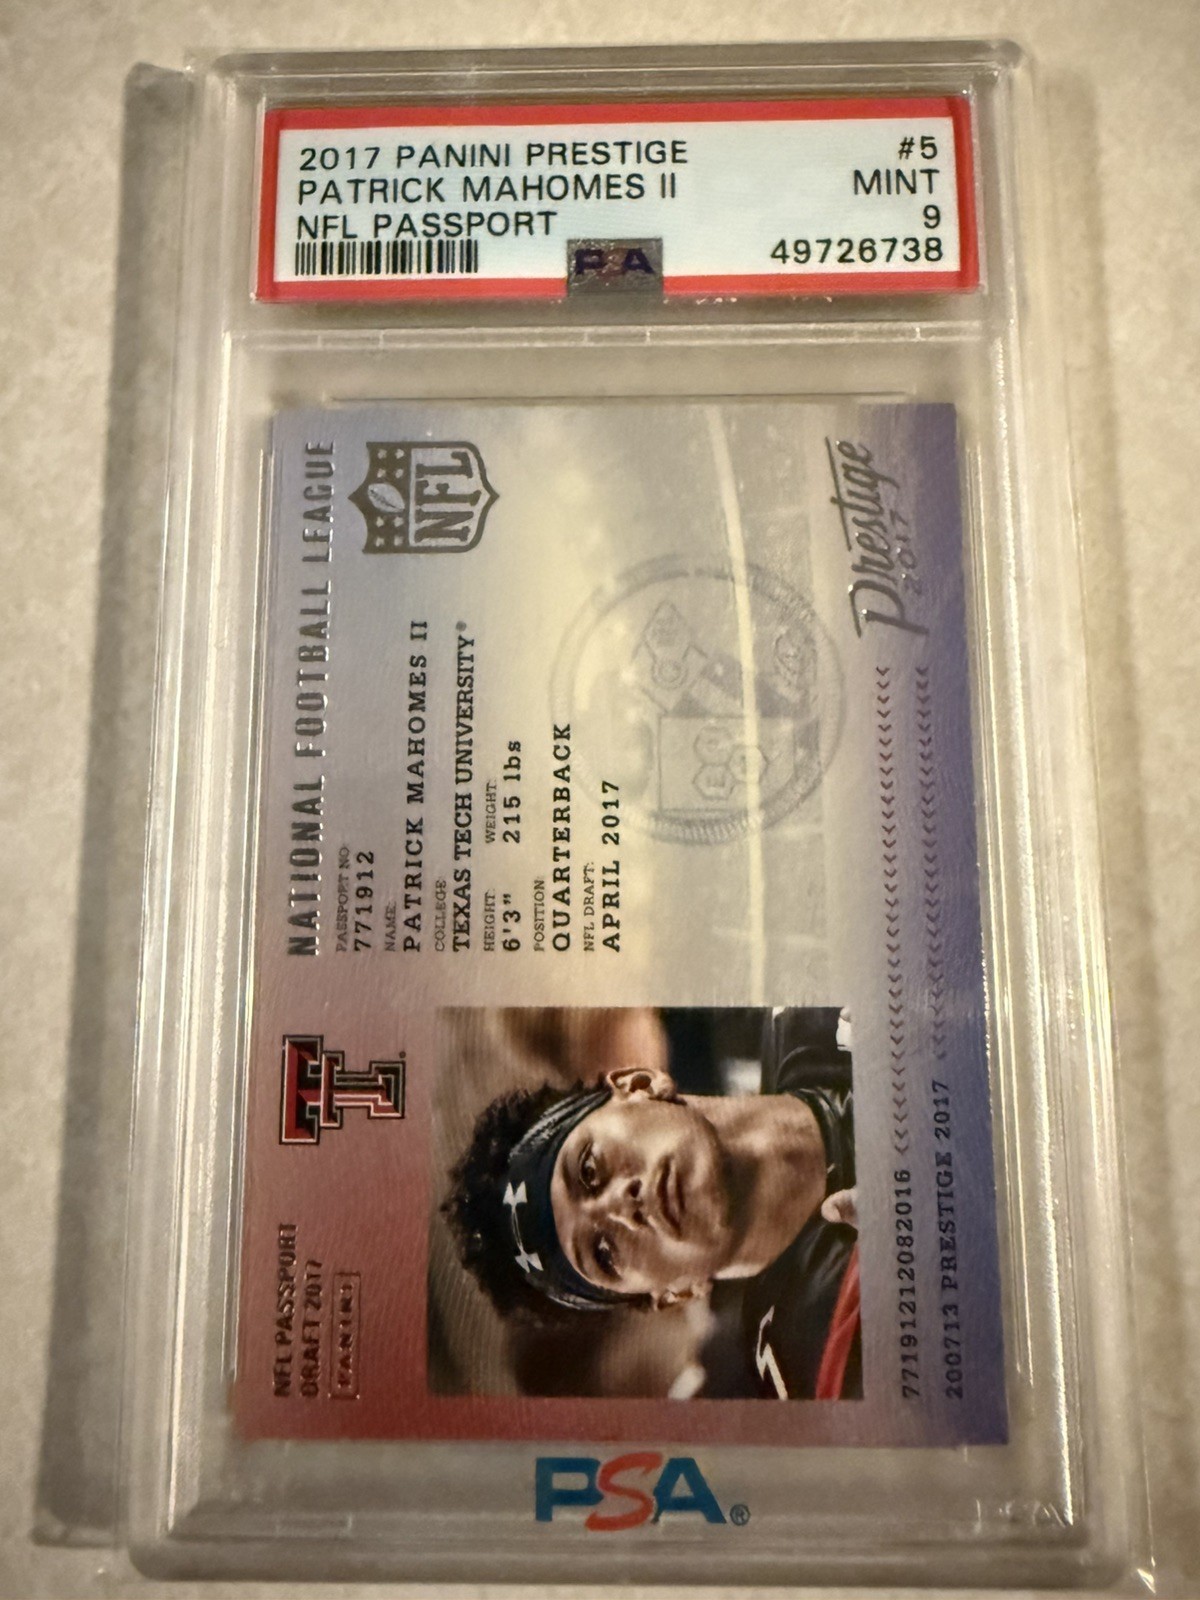 2017 PANINI PRESTIGE #5
PATRICK MAHOMES II MINT
NFL PASSPORT 9
49726738
PSA
NATIONAL FOOTBALL LEAGUE
NFL
PASSPORT NO:
771912
NAME:
PATRICK MAHOMES II
COLLEGE:
TEXAS TECH UNIVERSITY®
HEIGHT: WEIGHT:
6'3" 215 lbs
POSITION:
QUARTERBACK
NFL DRAFT:
APRIL 2017
Prestige
2017
NFL PASSPORT
DRAFT 2017
PANINI
77191212082016 <<<<<<<<<<<<<<<<<<<<<<<<<<<<<<
200713 PRESTIGE 2017 <<<<<<<<<<<<<<<<<<<<<<<<
PSA®